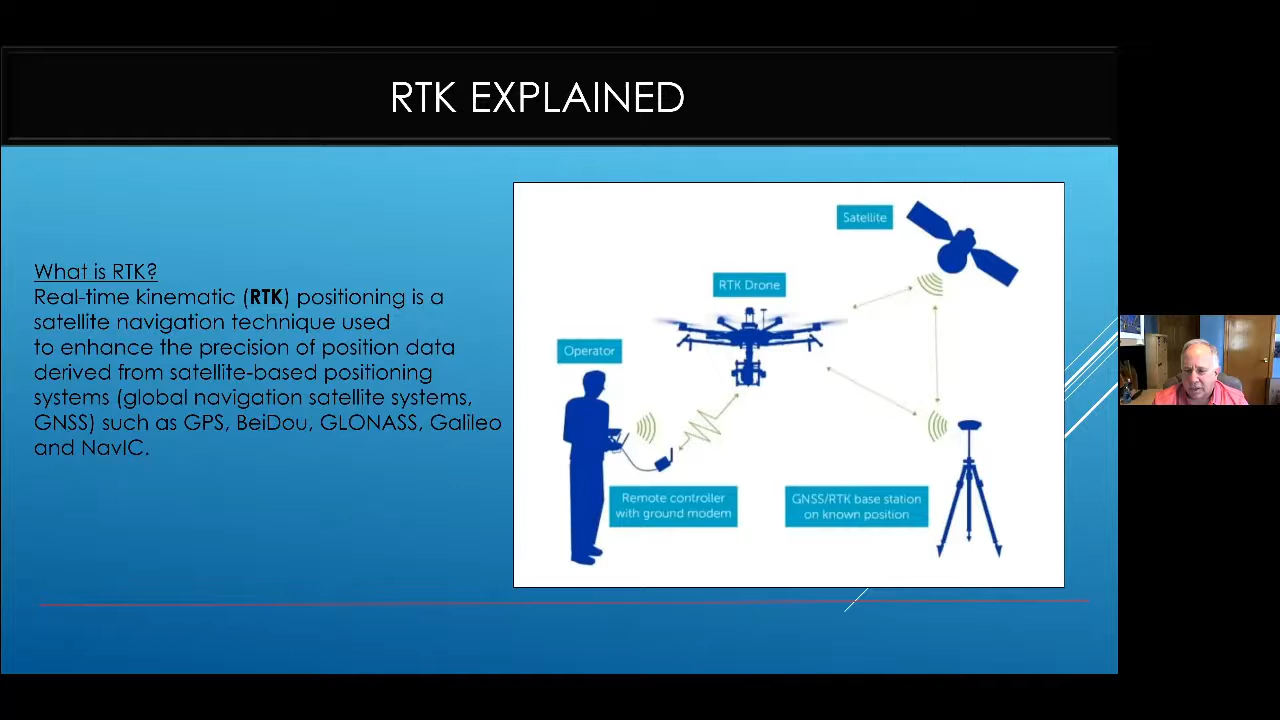 RTK EXPLAINED
What is RTK?
Real-time kinematic (RTK) positioning is a
satellite navigation technique used
to enhance the precision of position data
derived from satellite-based positioning
systems (global navigation satellite systems,
GNSS) such as GPS, BeiDou, GLONASS, Galileo
and NavIC.
Satellite
RTK Drone
Operator
Remote controller
with ground modem
GNSS/RTK base station
on known position